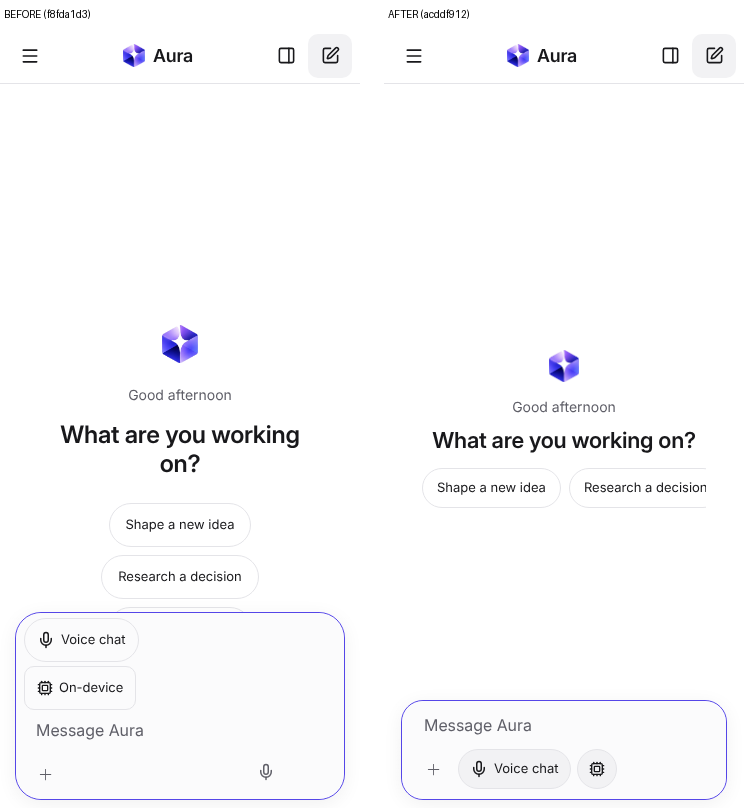 BEFORE (f8fda1d3)
Aura
Good afternoon
What are you working
on?
Shape a new idea
Research a decision
Voice chat
On-device
Message Aura
AFTER (acddf912)
Aura
Good afternoon
What are you working on?
Shape a new idea
Research a decision
Message Aura
Voice chat